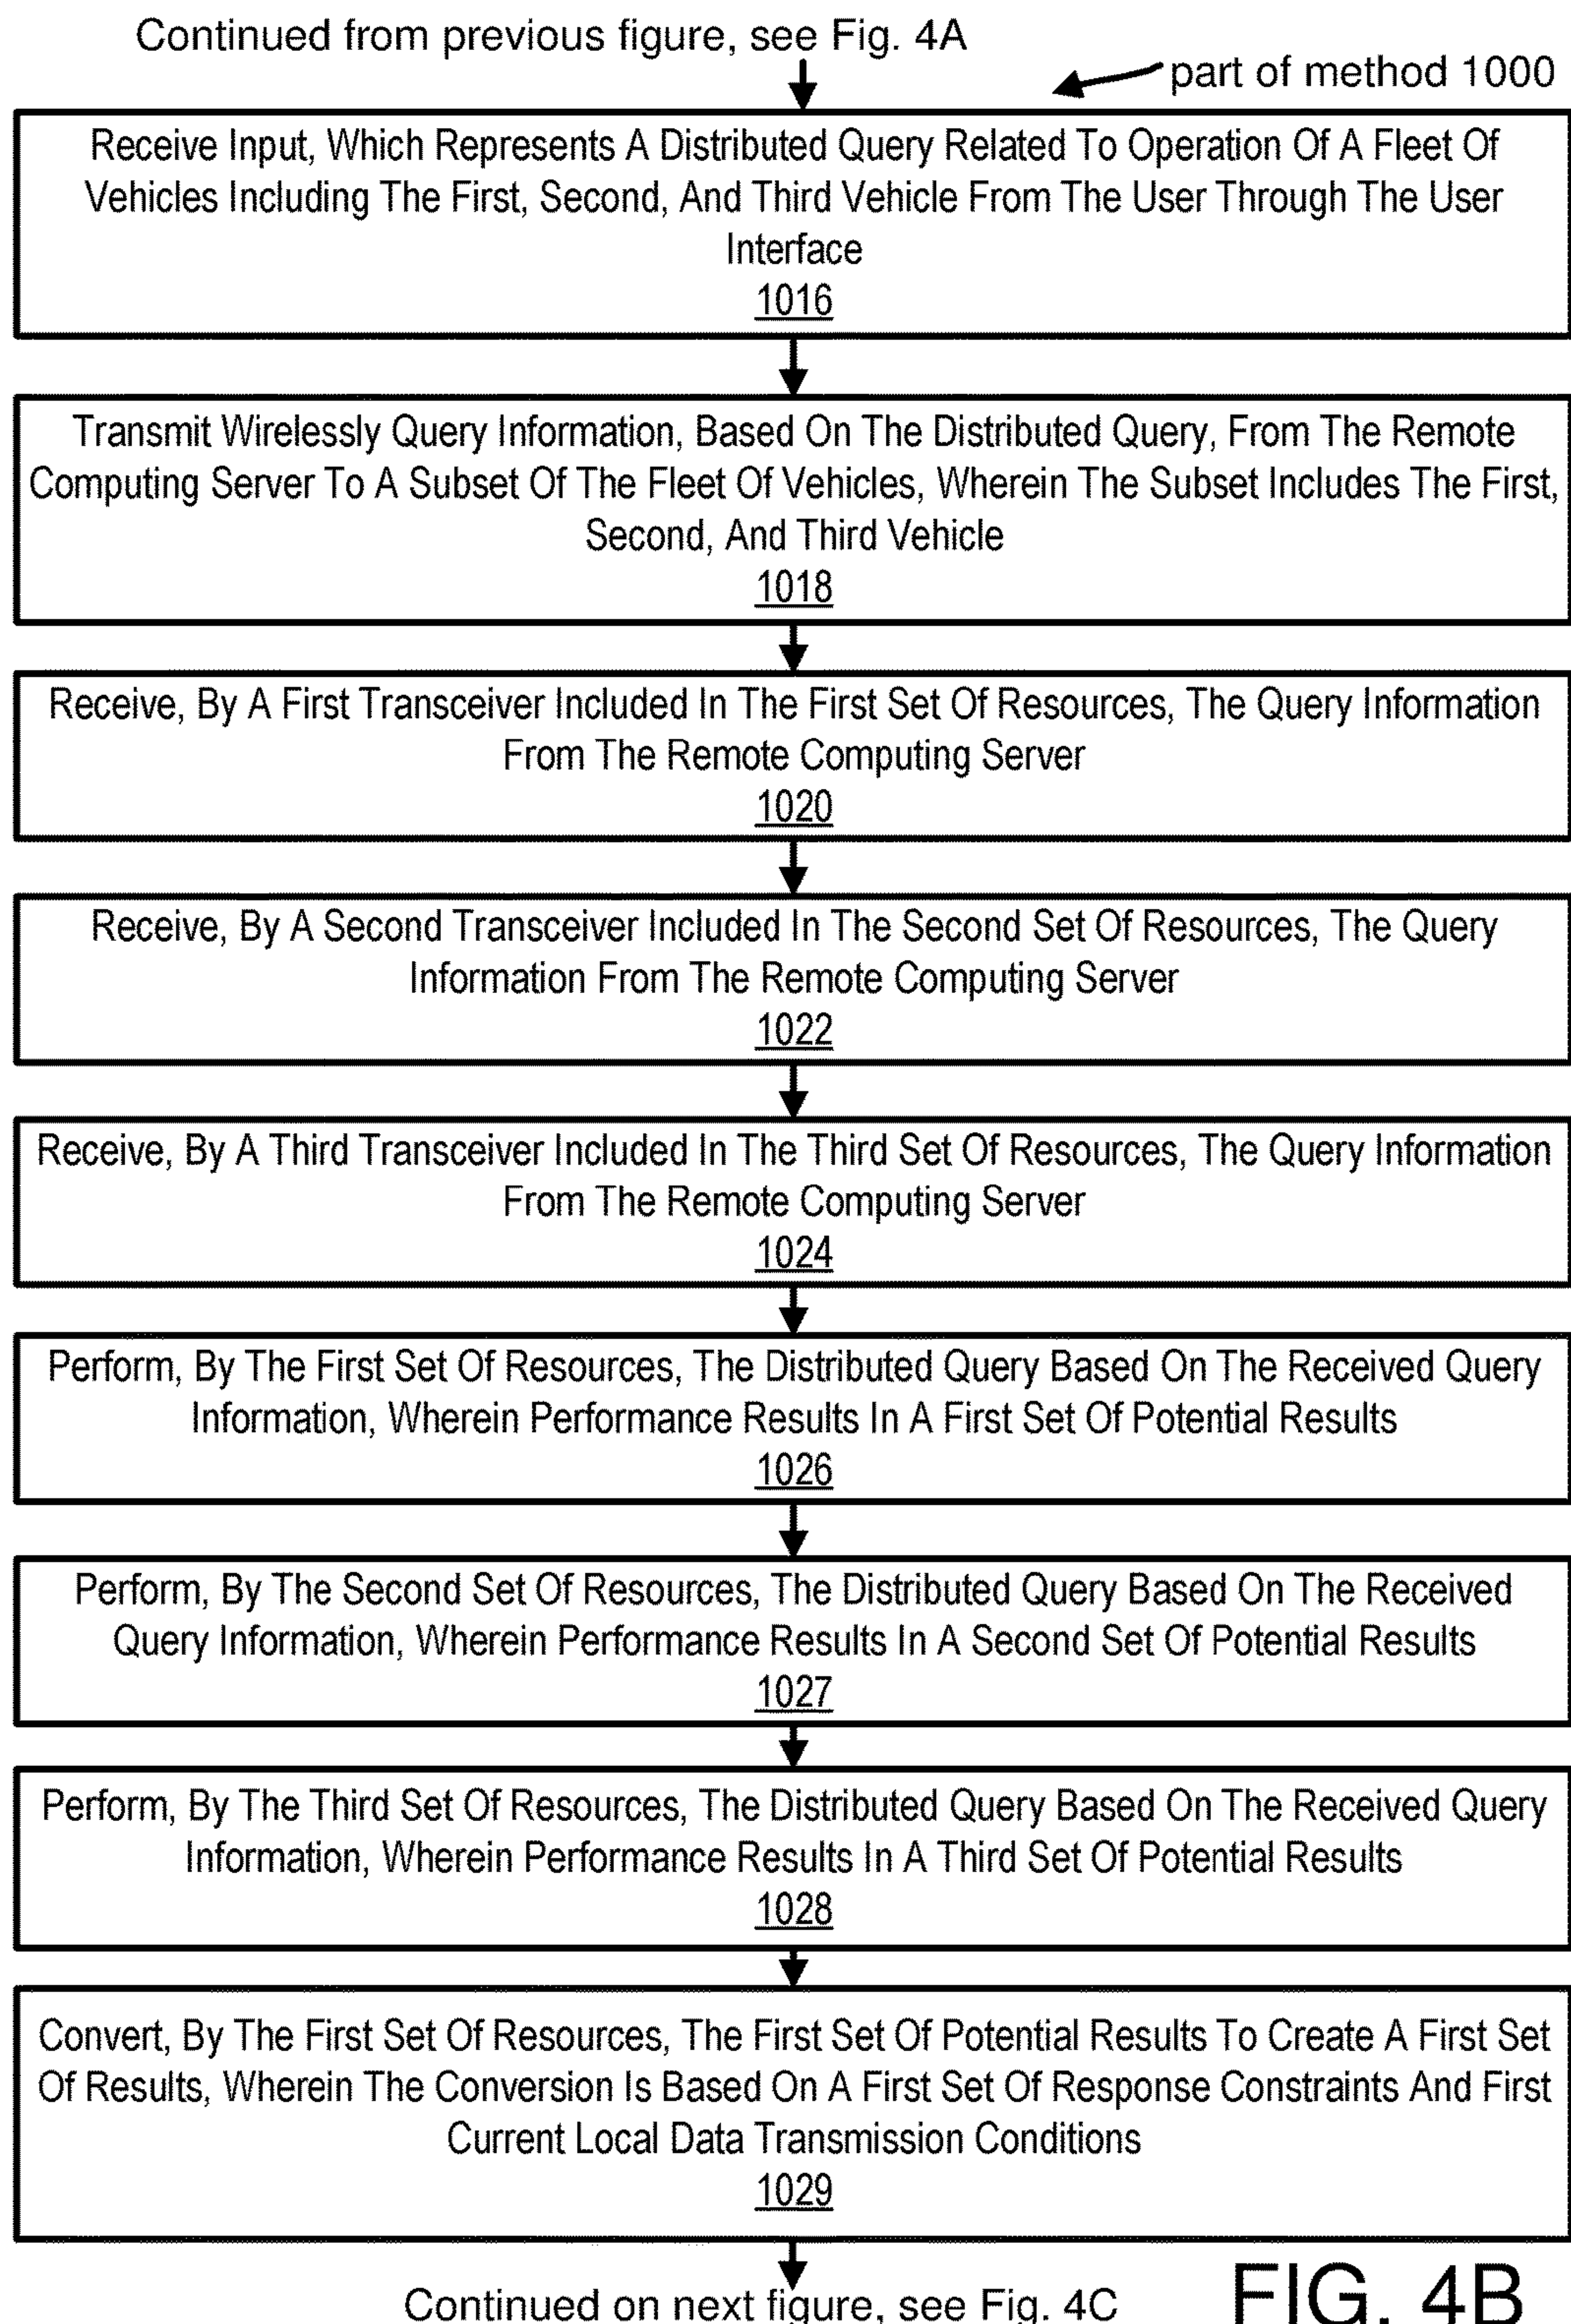 Continued from previous figure, see Fig. 4A
part of method 1000
Receive Input, Which Represents A Distributed Query Related To Operation Of A Fleet Of
Vehicles Including The First, Second, And Third Vehicle From The User Through The User
Interface
1016
Transmit Wirelessly Query Information, Based On The Distributed Query, From The Remote
Computing Server To A Subset Of The Fleet Of Vehicles, Wherein The Subset Includes The First,
Second, And Third Vehicle
1018
Receive, By A First Transceiver Included In The First Set Of Resources, The Query Information
From The Remote Computing Server
1020
Receive, By A Second Transceiver Included In The Second Set Of Resources, The Query
Information From The Remote Computing Server
1022
Receive, By A Third Transceiver Included In The Third Set Of Resources, The Query Information
From The Remote Computing Server
1024
Perform, By The First Set Of Resources, The Distributed Query Based On The Received Query
Information, Wherein Performance Results In A First Set Of Potential Results
1026
Perform, By The Second Set Of Resources, The Distributed Query Based On The Received
Query Information, Wherein Performance Results In A Second Set Of Potential Results
1027
Perform, By The Third Set Of Resources, The Distributed Query Based On The Received Query
Information, Wherein Performance Results In A Third Set Of Potential Results
1028
Convert, By The First Set Of Resources, The First Set Of Potential Results To Create A First Set
Of Results, Wherein The Conversion Is Based On A First Set Of Response Constraints And First
Current Local Data Transmission Conditions
1029
Continued on next figure, see Fig. 4C
FIG. 4B